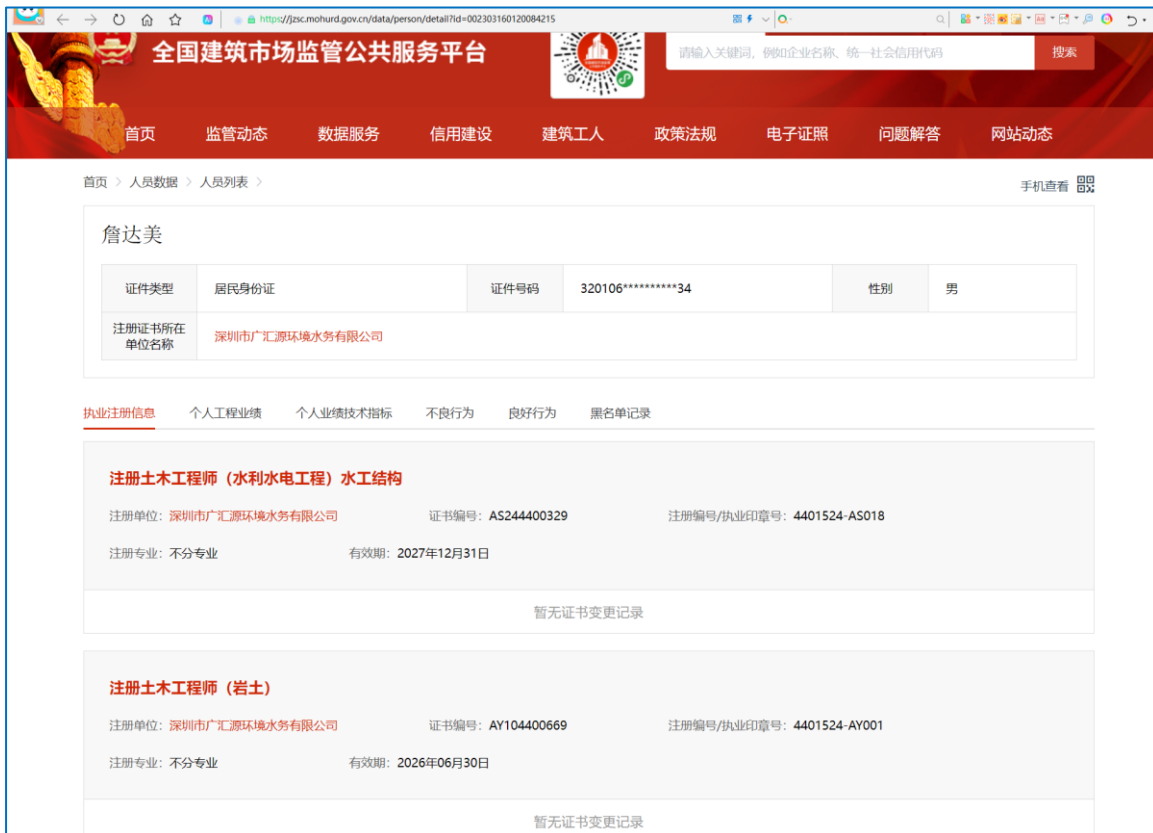 https://jzsc.mohurd.gov.cn/data/person/detail?id=002303160120084215
全国建筑市场监管公共服务平台
请输入关键词，例如企业名称、统一社会信用代码
搜索
首页 监管动态 数据服务 信用建设 建筑工人 政策法规 电子证照 问题解答 网站动态
首页 > 人员数据 > 人员列表 >
手机查看
詹达美
证件类型 居民身份证 证件号码 320106**********34 性别 男
注册证书所在
单位名称
深圳市广汇源环境水务有限公司
执业注册信息 个人工程业绩 个人业绩技术指标 不良行为 良好行为 黑名单记录
注册土木工程师（水利水电工程）水工结构
注册单位：深圳市广汇源环境水务有限公司 证书编号：AS244400329 注册编号/执业印章号：4401524-AS018
注册专业：不分专业 有效期：2027年12月31日
暂无证书变更记录
注册土木工程师（岩土）
注册单位：深圳市广汇源环境水务有限公司 证书编号：AY104400669 注册编号/执业印章号：4401524-AY001
注册专业：不分专业 有效期：2026年06月30日
暂无证书变更记录